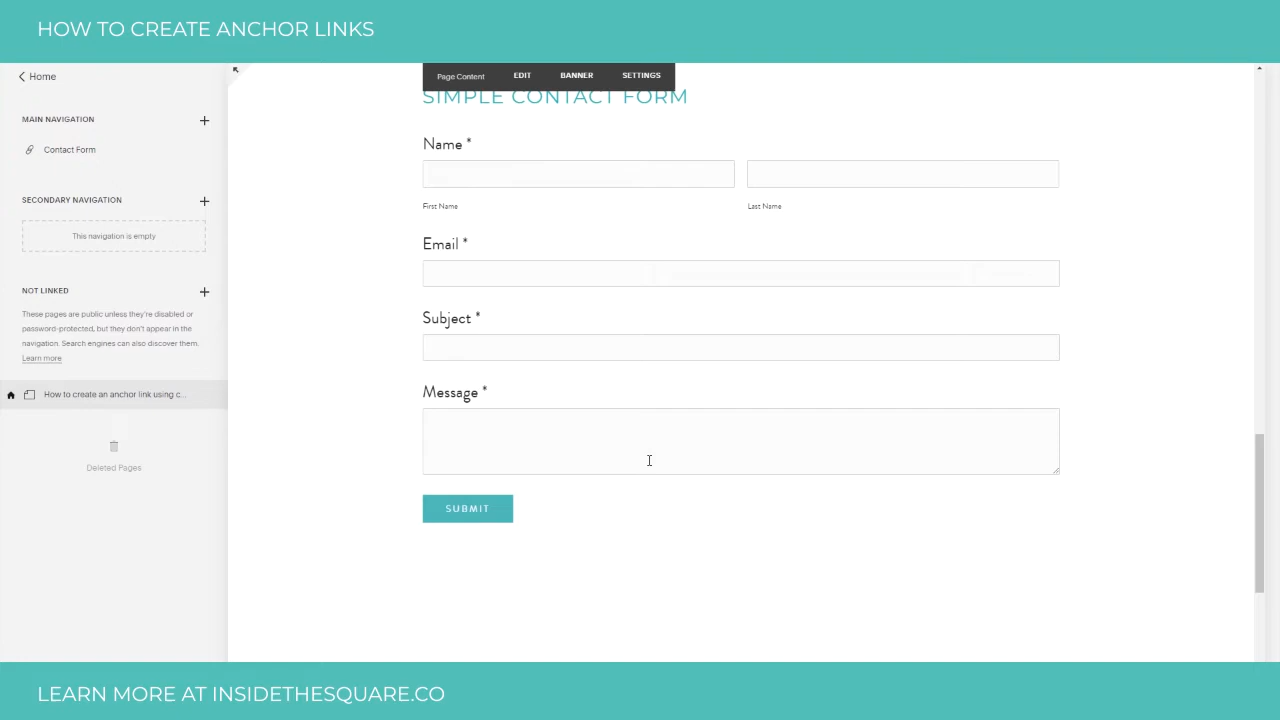 HOW TO CREATE ANCHOR LINKS
Home
MAIN NAVIGATION
Contact Form
SECONDARY NAVIGATION
This navigation is empty
NOT LINKED
These pages are public unless they're disabled or
password-protected, but they don't appear in the
navigation. Search engines can also discover them.
Learn more
How to create an anchor link using c...
Deleted Pages
Page Content EDIT BANNER SETTINGS
SIMPLE CONTACT FORM
Name *
First Name Last Name
Email *
Subject *
Message *
SUBMIT
LEARN MORE AT INSIDETHESQUARE.CO